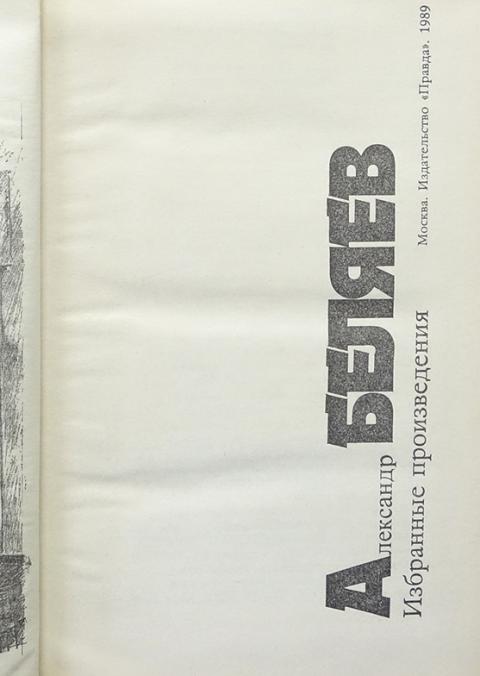 Александр
БЕЛЯЕВ
Избранные произведения
Москва. Издательство «Правда». 1989